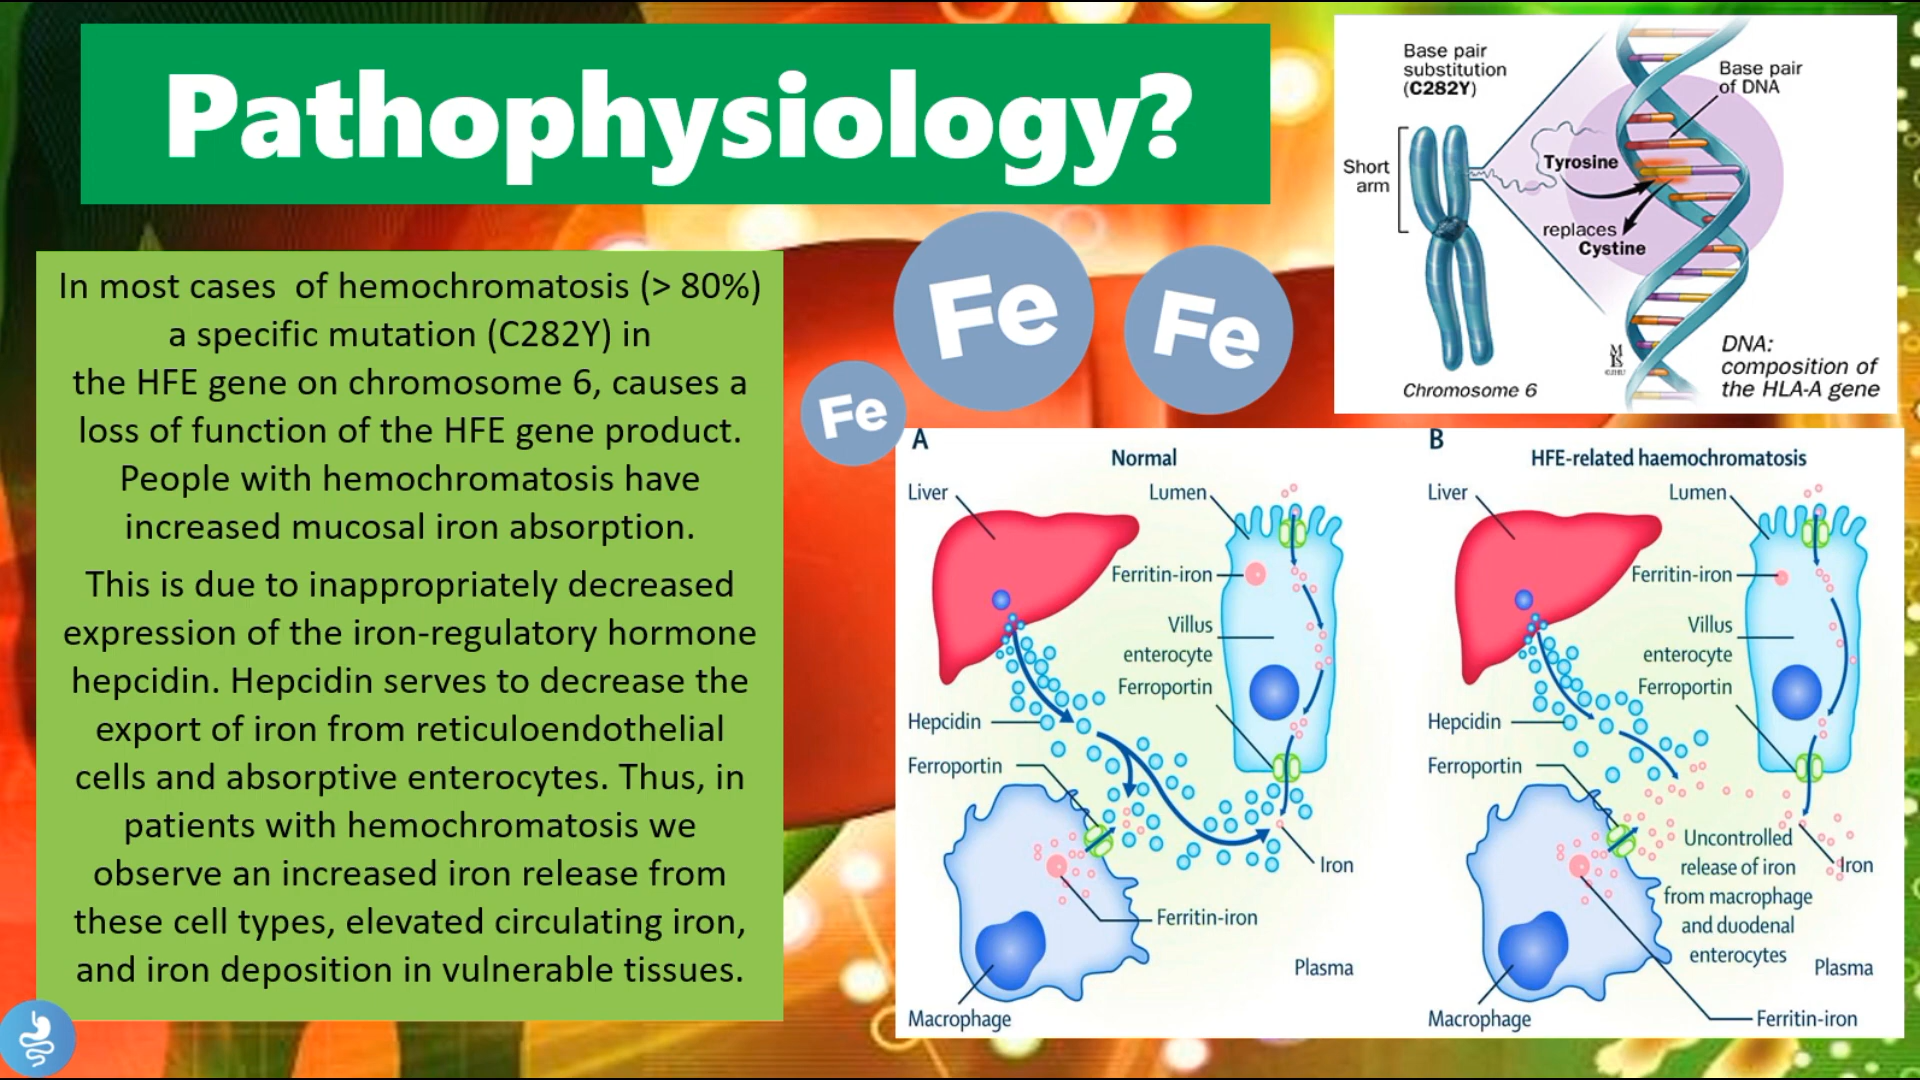 Pathophysiology?
In most cases of hemochromatosis (> 80%)
a specific mutation (C282Y) in
the HFE gene on chromosome 6, causes a
loss of function of the HFE gene product.
People with hemochromatosis have
increased mucosal iron absorption.
This is due to inappropriately decreased
expression of the iron-regulatory hormone
hepcidin. Hepcidin serves to decrease the
export of iron from reticuloendothelial
cells and absorptive enterocytes. Thus, in
patients with hemochromatosis we
observe an increased iron release from
these cell types, elevated circulating iron,
and iron deposition in vulnerable tissues.
Fe
Fe
Fe
Base pair
substitution
(C282Y)
Base pair
of DNA
Short
arm
Tyrosine
replaces
Cystine
Chromosome 6
DNA:
composition of
the HLA-A gene
A
Normal
Liver
Lumen
Ferritin-iron
Villus
enterocyte
Ferroportin
Hepcidin
Ferroportin
Iron
Ferritin-iron
Plasma
Macrophage
B
HFE-related haemochromatosis
Liver
Lumen
Ferritin-iron
Villus
enterocyte
Ferroportin
Hepcidin
Ferroportin
Uncontrolled
release of iron
from macrophage
and duodenal
enterocytes
Iron
Plasma
Macrophage
Ferritin-iron